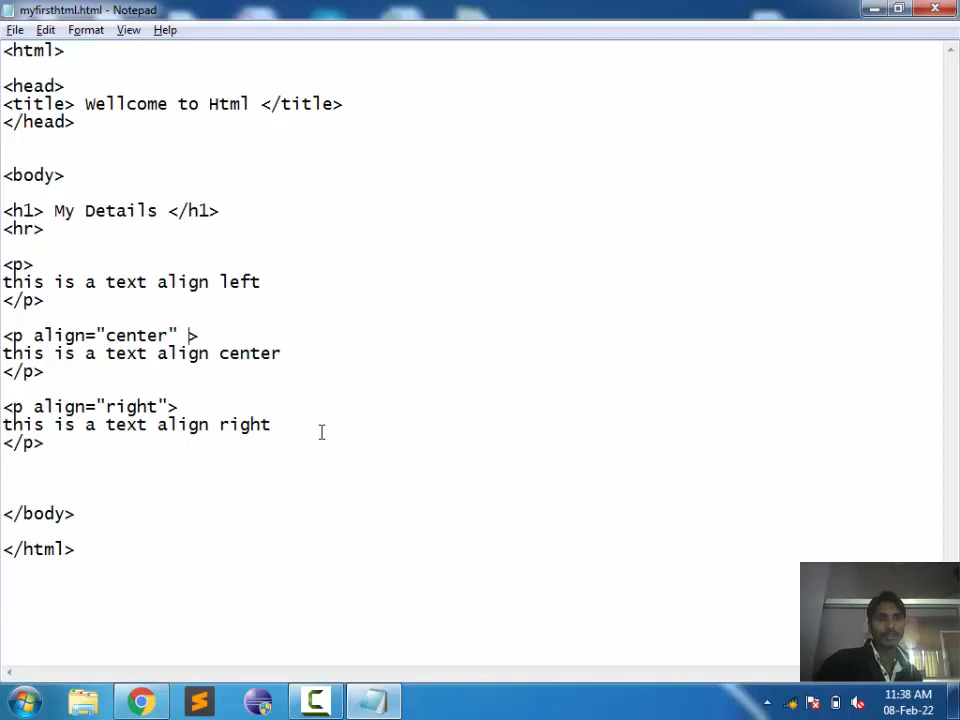 myfirsthtml.html - Notepad
File Edit Format View Help
<html>
<head>
<title> Wellcome to Html </title>
</head>
<body>
<h1> My Details </h1>
<hr>
<p>
this is a text align left
</p>
<p align="center" >
this is a text align center
</p>
<p align="right">
this is a text align right
</p>
</body>
</html>
11:38 AM
08-Feb-22